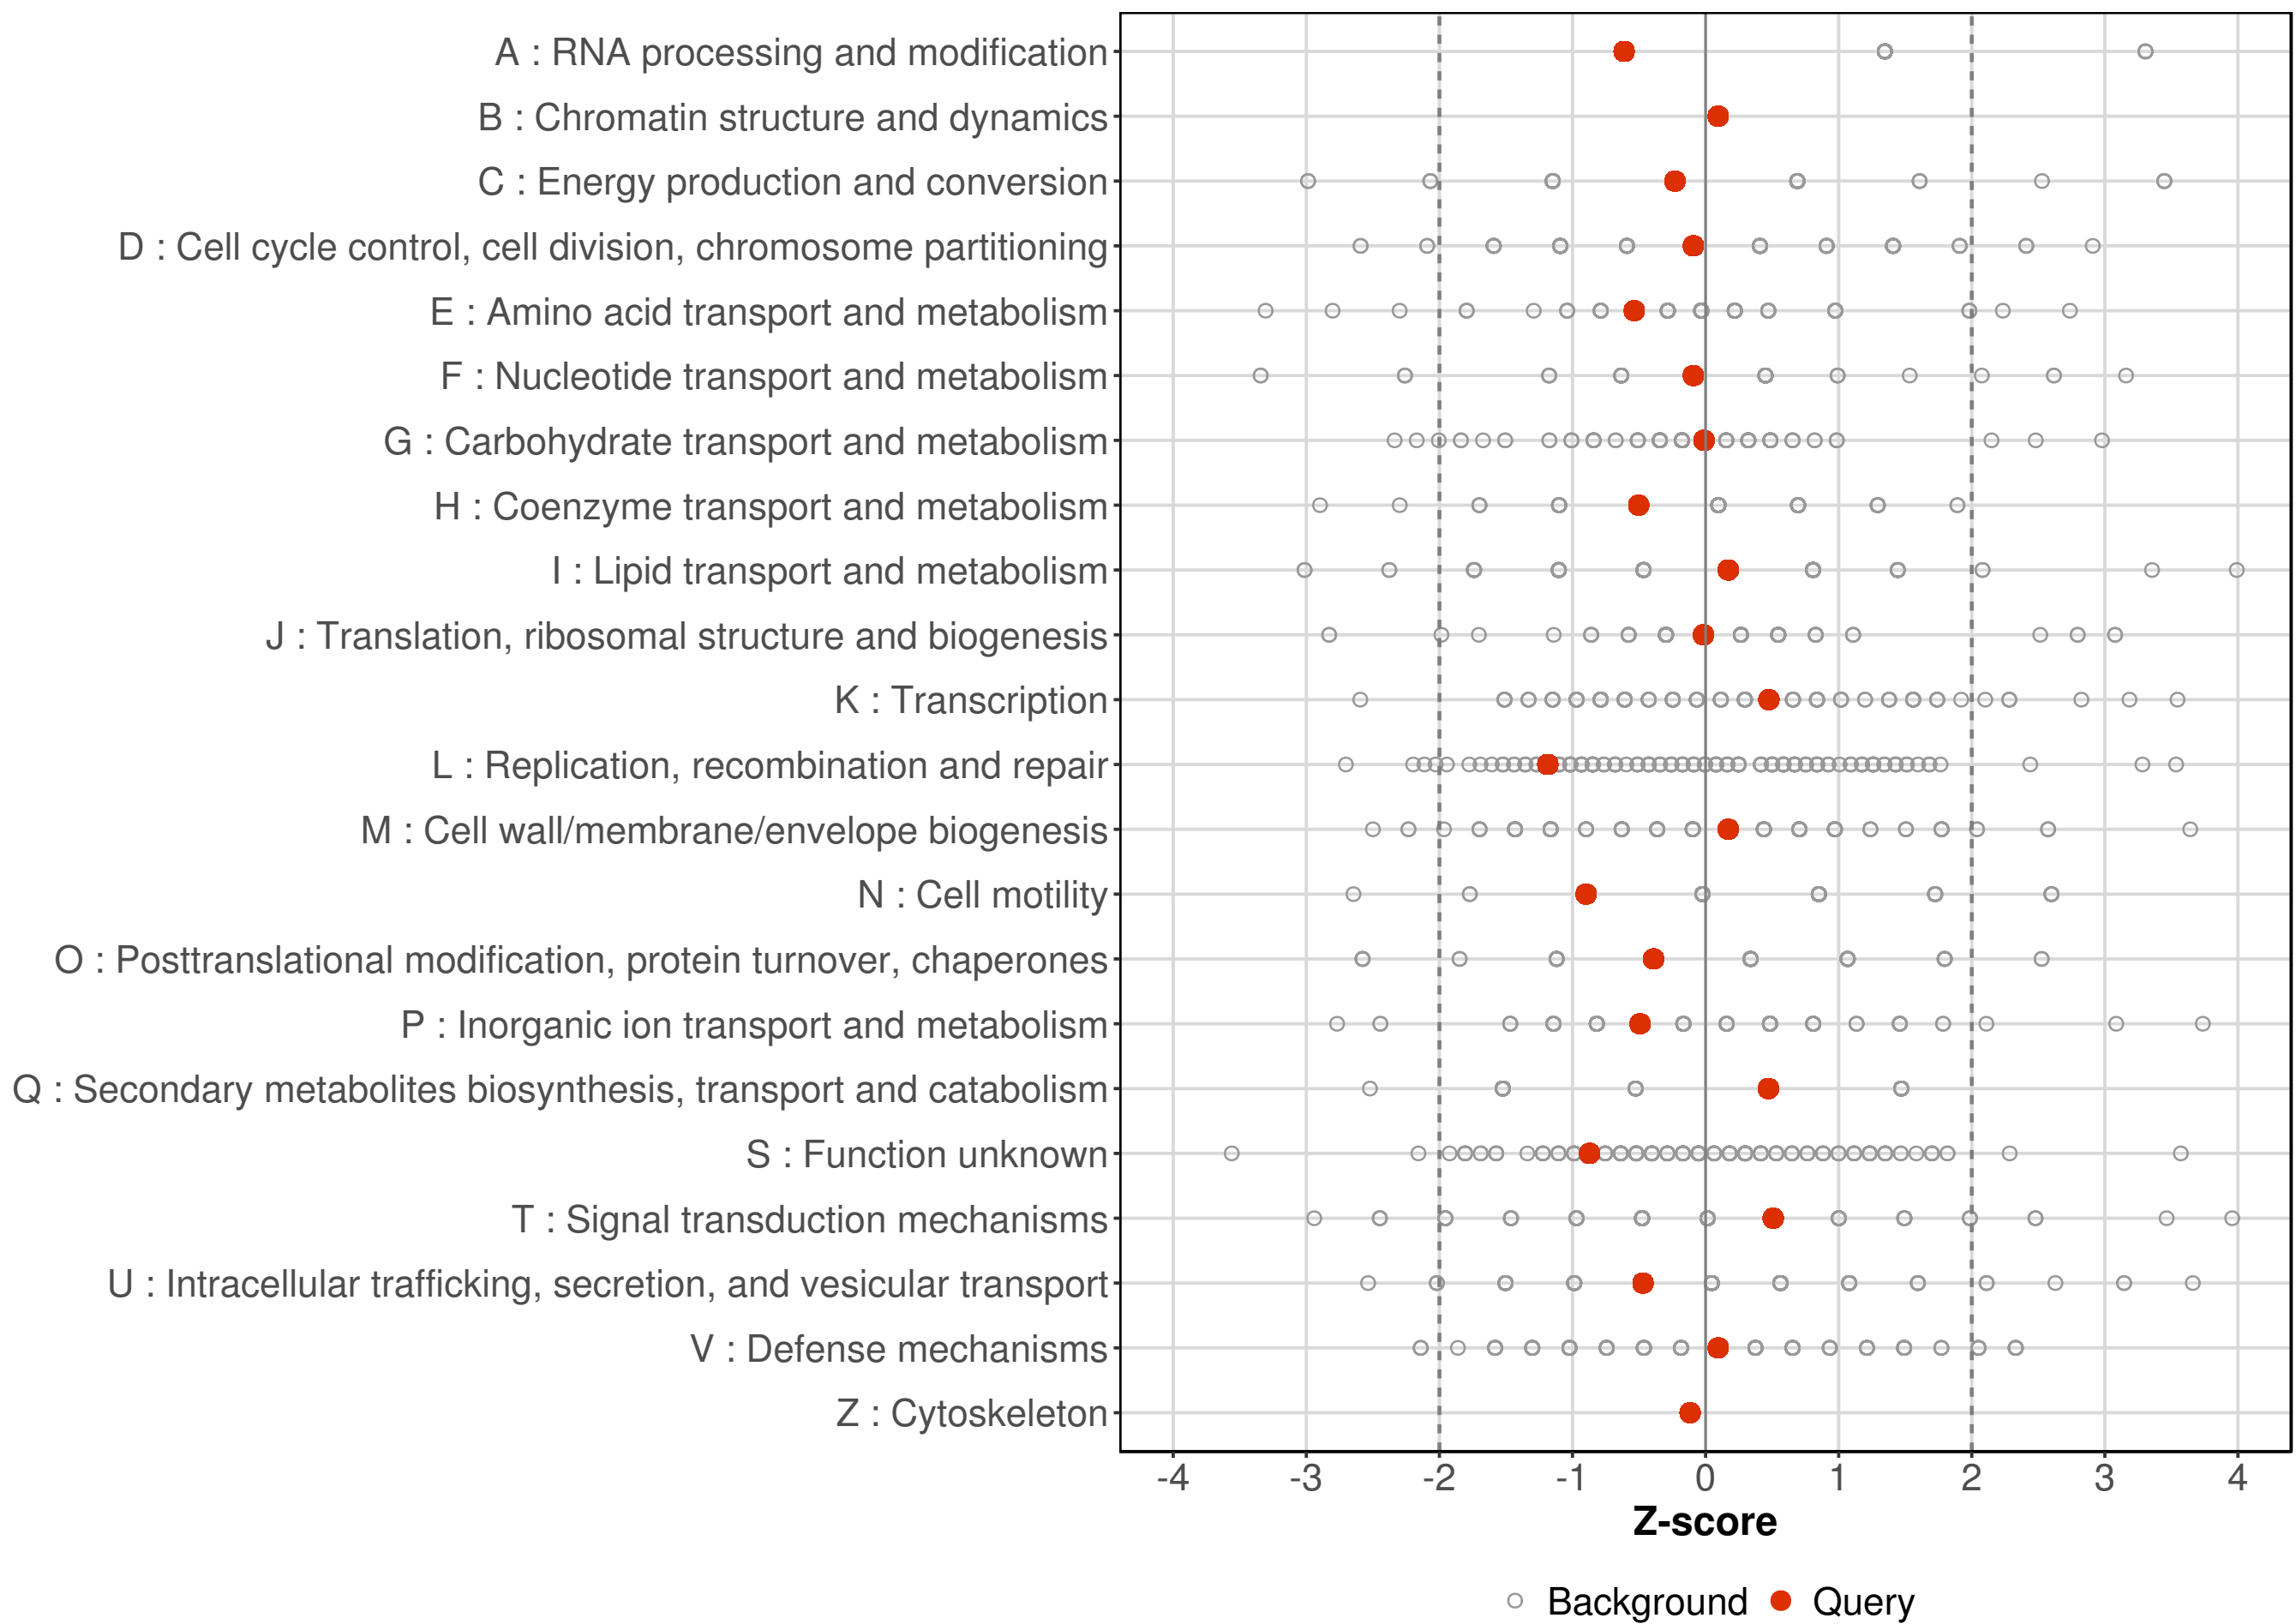 A : RNA processing and modification
B : Chromatin structure and dynamics
C : Energy production and conversion
D : Cell cycle control, cell division, chromosome partitioning
E : Amino acid transport and metabolism
F : Nucleotide transport and metabolism
G : Carbohydrate transport and metabolism
H : Coenzyme transport and metabolism
I : Lipid transport and metabolism
J : Translation, ribosomal structure and biogenesis
K : Transcription
L : Replication, recombination and repair
M : Cell wall/membrane/envelope biogenesis
N : Cell motility
O : Posttranslational modification, protein turnover, chaperones
P : Inorganic ion transport and metabolism
Q : Secondary metabolites biosynthesis, transport and catabolism
S : Function unknown
T : Signal transduction mechanisms
U : Intracellular trafficking, secretion, and vesicular transport
V : Defense mechanisms
Z : Cytoskeleton
-4 -3 -2 -1 0 1 2 3 4
Z-score
Background Query